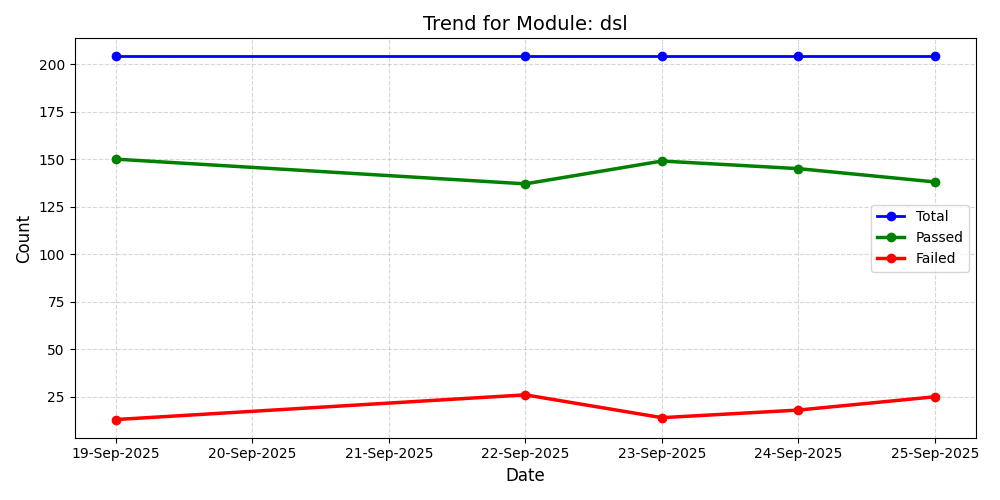 Trend for Module: dsl
Count
200
175
150
125
100
75
50
25
Total
Passed
Failed
19-Sep-2025 20-Sep-2025 21-Sep-2025 22-Sep-2025 23-Sep-2025 24-Sep-2025 25-Sep-2025
Date